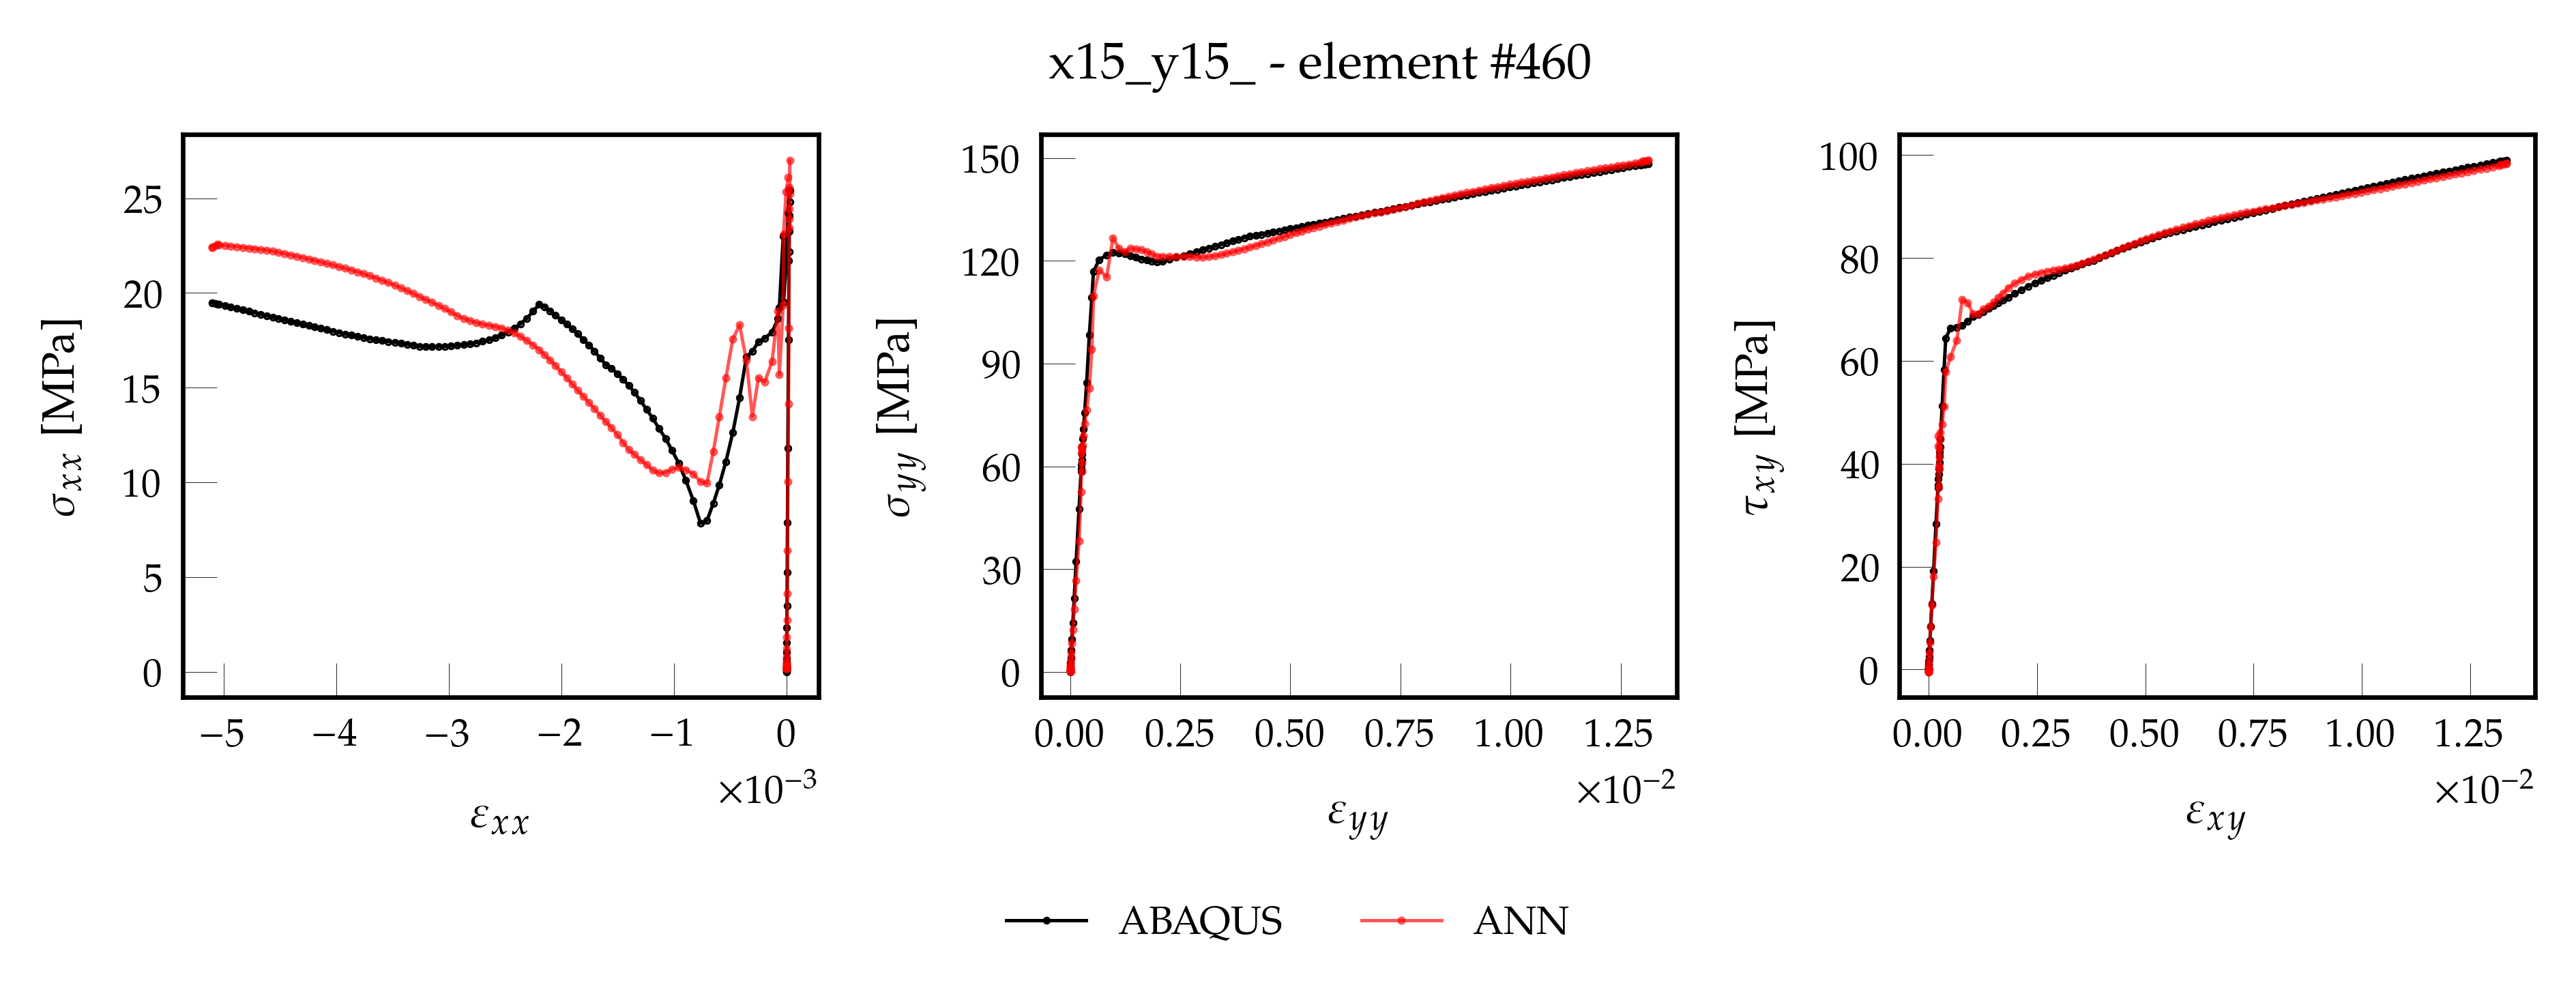 x15_y15_ - element #460
σxx [MPa]
25
20
15
10
5
0
−5 −4 −3 −2 −1 0
×10−3
εxx
σyy [MPa]
150
120
90
60
30
0
0.00 0.25 0.50 0.75 1.00 1.25
×10−2
εyy
τxy [MPa]
100
80
60
40
20
0
0.00 0.25 0.50 0.75 1.00 1.25
×10−2
εxy
ABAQUS ANN